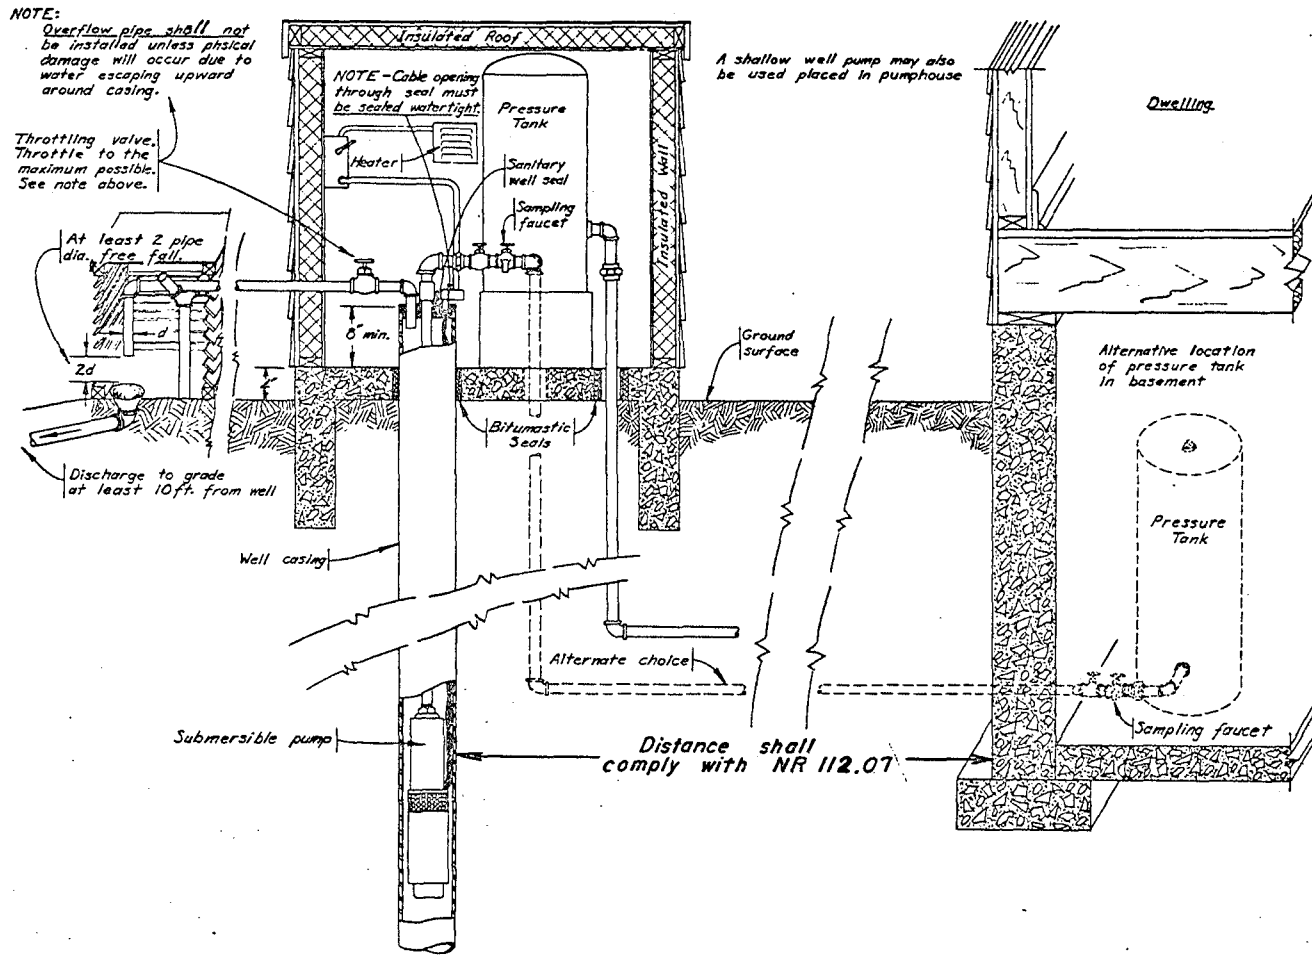 NOTE:
Overflow pipe shall not
be installed unless phsical
damage will occur due to
water escaping upward
around casing.
Throttling valve.
Throttle to the
maximum possible.
See note above.
At least 2 pipe
dia. free fall.
d
2d
Discharge to grade
at least 10ft. from well
Insulated Roof
NOTE-Cable opening
through seal must
be sealed watertight.
Pressure
Tank
Heater
Sanitary
well seal
Sampling
faucet
Insulated Wall
8" min.
Bitumastic
Seals
Well casing
Submersible pump
Alternate choice
Distance shall
comply with NR 112.07
A shallow well pump may also
be used placed in pumphouse
Dwelling
Ground
surface
Alternative location
of pressure tank
in basement
Pressure
Tank
Sampling faucet